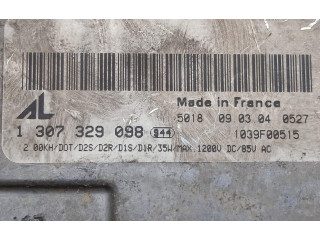 Made in France
AL
5018 09 03.04 0527
1 307 329 098 944
1039F00515
2 00KH/DOT/D2S/D2R/D1S/D1R/35W/MAX.1200V DC/85V AC